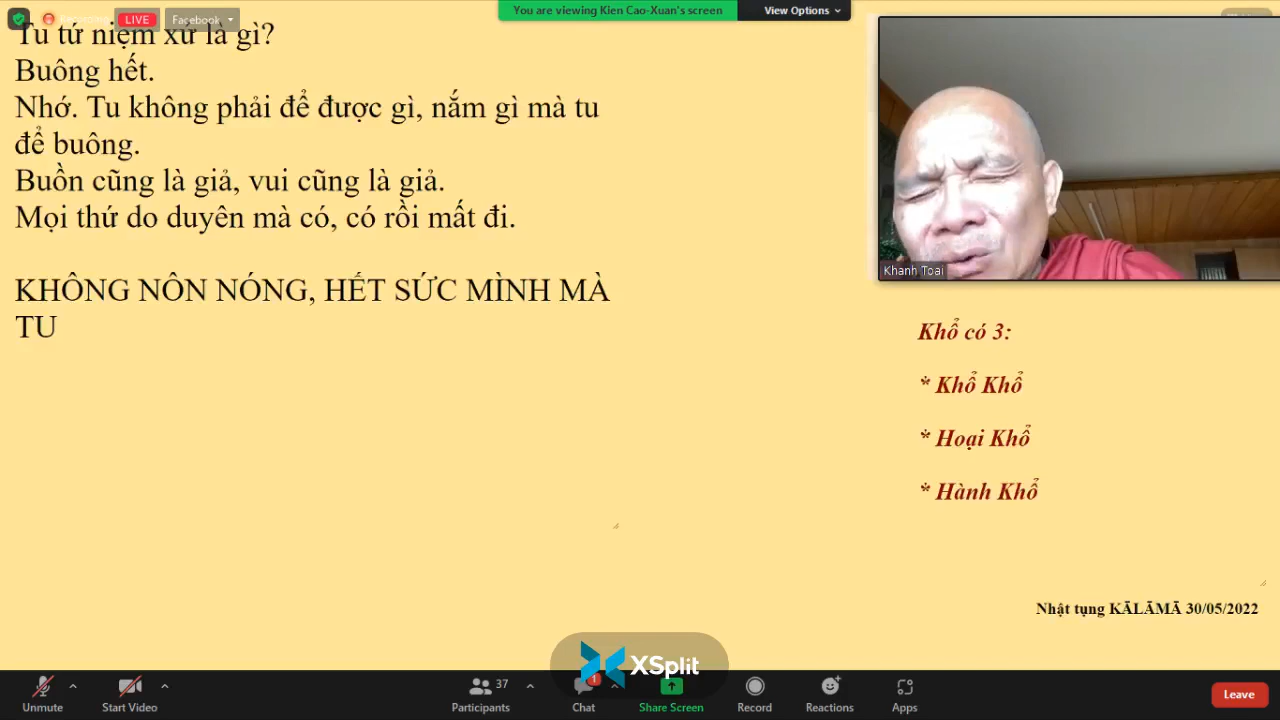 Recording
LIVE
Facebook
You are viewing Kien Cao-Xuan's screen
View Options
Tu tứ niệm xứ là gì?
Buông hết.
Nhớ. Tu không phải để được gì, nắm gì mà tu
để buông.
Buồn cũng là giả, vui cũng là giả.
Mọi thứ do duyên mà có, có rồi mất đi.
KHÔNG NÔN NÓNG, HẾT SỨC MÌNH MÀ
TU
Khanh Toai
Khổ có 3:
* Khổ Khổ
* Hoại Khổ
* Hành Khổ
Nhật tụng KĀLĀMĀ 30/05/2022
XSplit
Unmute
Start Video
37
Participants
1
Chat
Share Screen
Record
Reactions
Apps
Leave